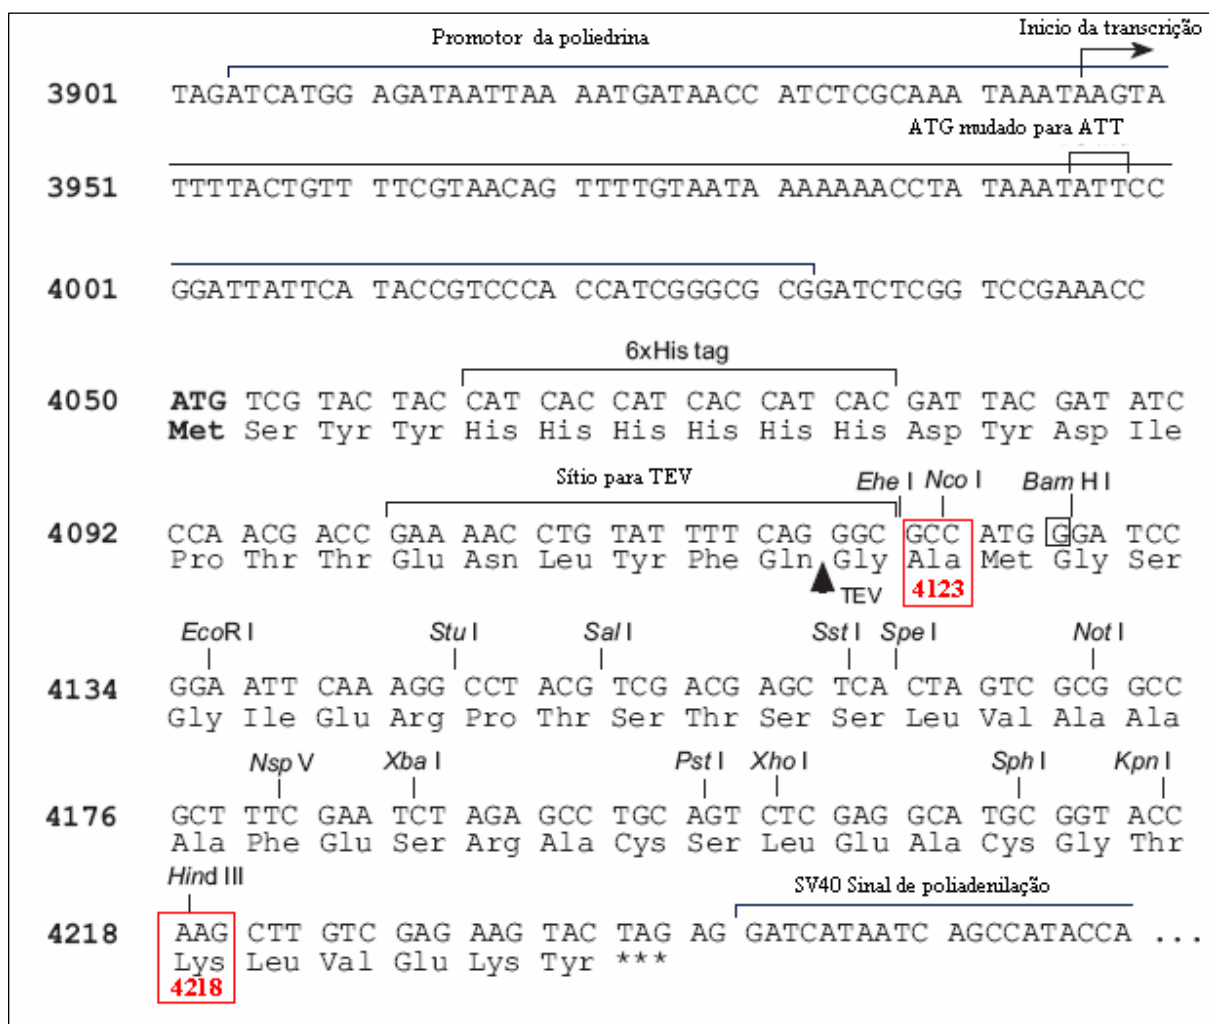 Promotor da poliedrina
Inicio da transcrição
3901 TAGATCATGG AGATAATTAA AATGATAACC ATCTCGCAAA TAAATAAGTA
ATG mudado para ATT
3951 TTTTACTGTT TTCGTAACAG TTTTGTAATA AAAAAACCTA TAAATATTCC
4001 GGATTATTCA TACCGTCCCA CCATCGGGCG CGGATCTCGG TCCGAAACC
6xHis tag
4050 ATG TCG TAC TAC CAT CAC CAT CAC CAT CAC GAT TAC GAT ATC
Met Ser Tyr Tyr His His His His His His Asp Tyr Asp Ile
Sítio para TEV Ehe I Nco I Bam H I
4092 CCA ACG ACC GAA AAC CTG TAT TTT CAG GGC GCC ATG GGA TCC
Pro Thr Thr Glu Asn Leu Tyr Phe Gln Gly Ala Met Gly Ser
TEV 4123
EcoR I Stu I Sal I Sst I Spe I Not I
4134 GGA ATT CAA AGG CCT ACG TCG ACG AGC TCA CTA GTC GCG GCC
Gly Ile Glu Arg Pro Thr Ser Thr Ser Ser Leu Val Ala Ala
Nsp V Xba I Pst I Xho I Sph I Kpn I
4176 GCT TTC GAA TCT AGA GCC TGC AGT CTC GAG GCA TGC GGT ACC
Ala Phe Glu Ser Arg Ala Cys Ser Leu Glu Ala Cys Gly Thr
Hind III SV40 Sinal de poliadenilação
4218 AAG CTT GTC GAG AAG TAC TAG AG GATCATAATC AGCCATACCA ...
Lys Leu Val Glu Lys Tyr ***
4218